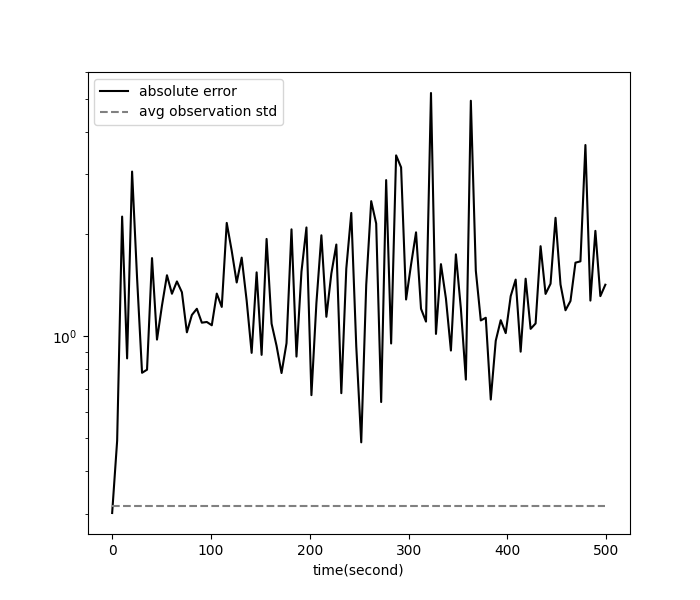 absolute error
avg observation std
10⁰
0 100 200 300 400 500
time(second)